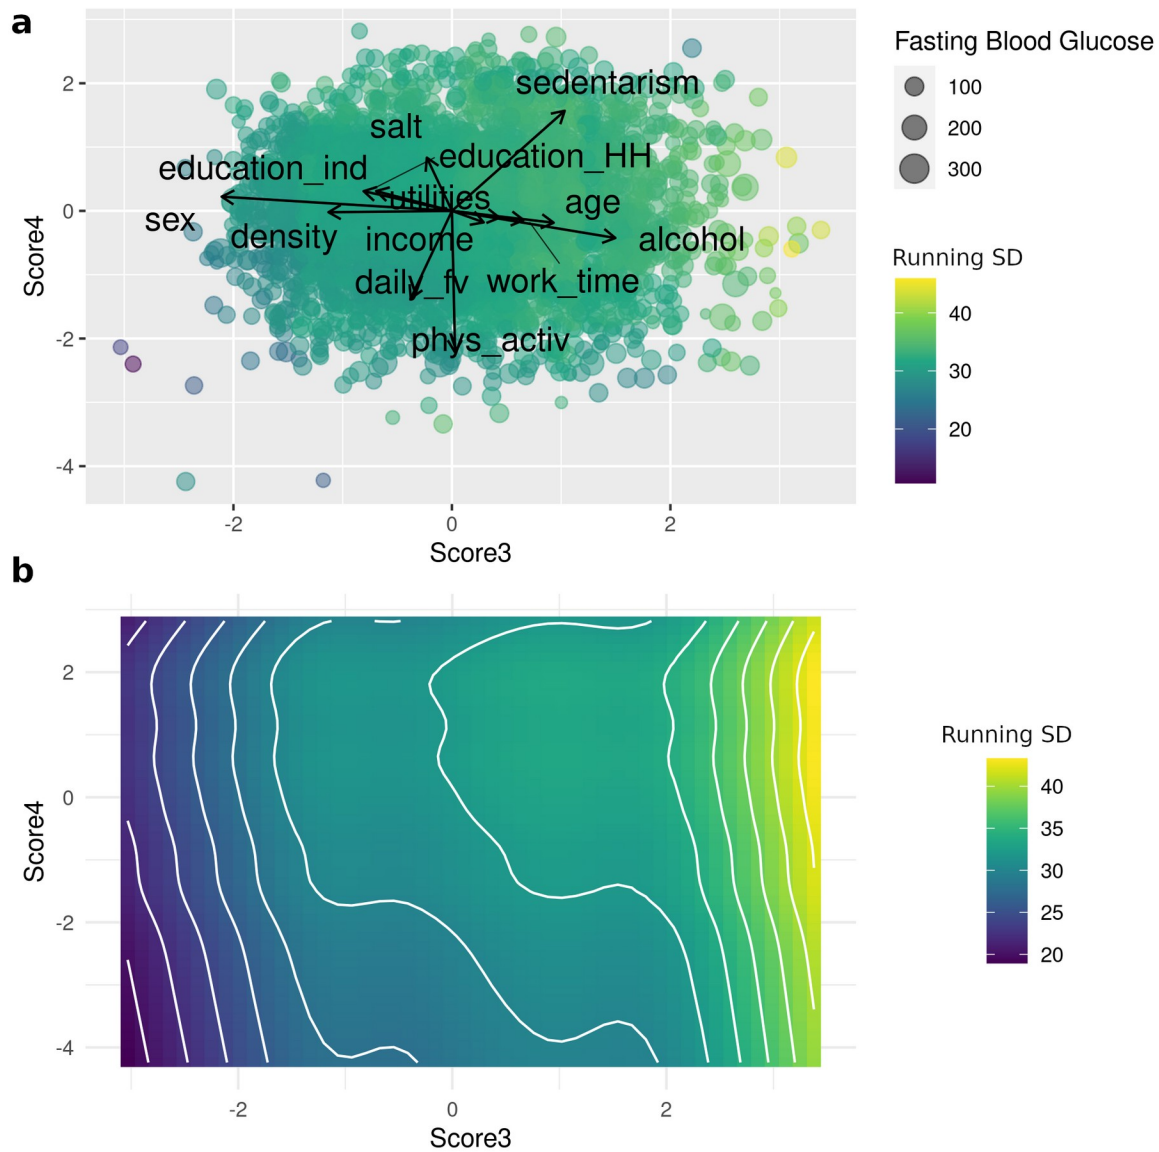 a
Fasting Blood Glucose
100
200
300
Running SD
40
30
20
Score4
2
0
-2
-4
sedentarism
salt
education_HH
education_ind
utilities
age
sex
density
income
alcohol
daily_fv
work_time
phys_activ
-2
0
2
Score3
b
Score4
2
0
-2
-4
-2
0
2
Score3
Running SD
40
35
30
25
20